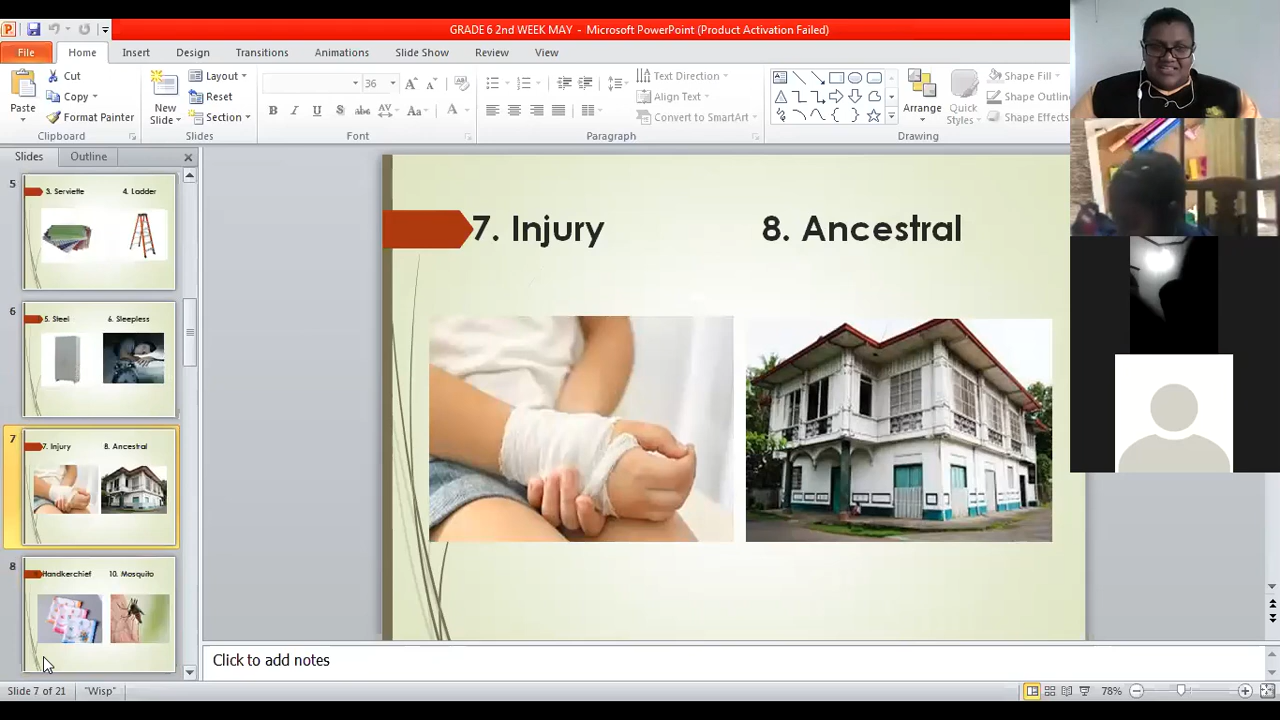 GRADE 6 2nd WEEK MAY - Microsoft PowerPoint (Product Activation Failed)
File Home Insert Design Transitions Animations Slide Show Review View
Paste
Cut
Copy
Format Painter
Clipboard
New Slide
Layout
Reset
Section
Slides
36
B I U S abc AV Aa A
Font
Text Direction
Align Text
Convert to SmartArt
Paragraph
Arrange
Quick Styles
Shape Fill
Shape Outlin
Shape Effects
Drawing
Slides Outline
5
3. Serviette 4. Ladder
6
5. Steel 6. Sleepless
7
7. Injury 8. Ancestral
8
Handkerchief 10. Mosquito
7. Injury 8. Ancestral
Click to add notes
Slide 7 of 21 "Wisp" 78%